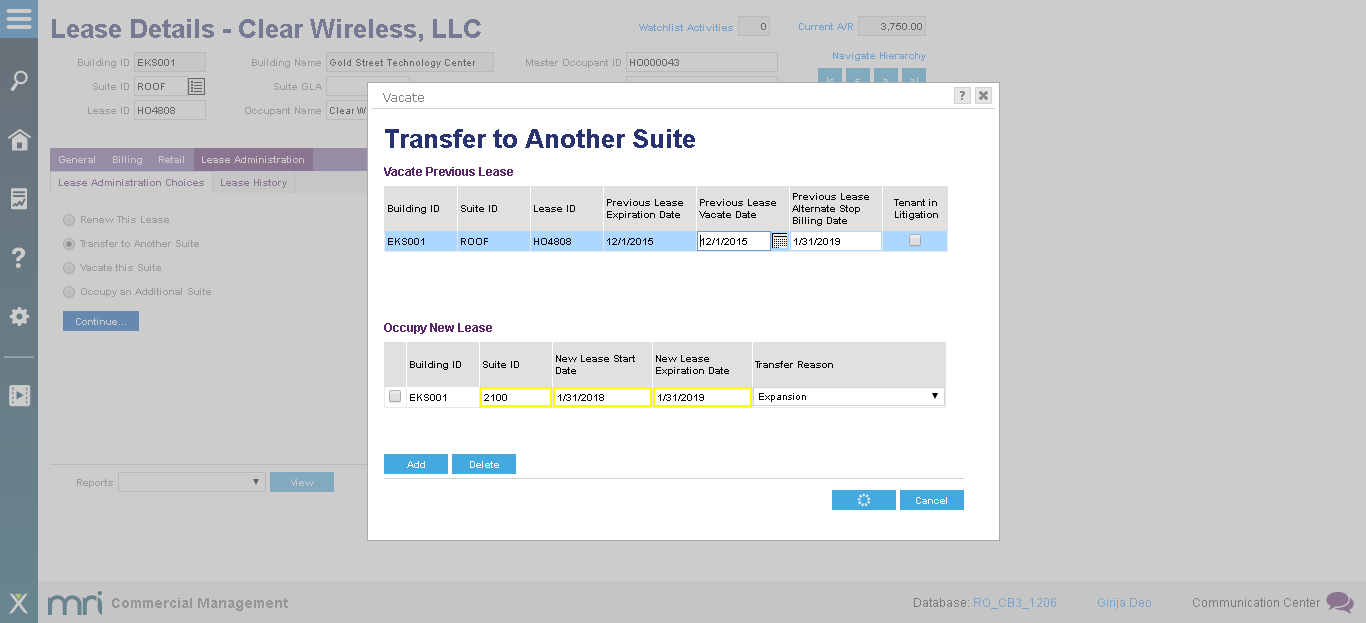 Lease Details - Clear Wireless, LLC
Watchlist Activities 0 Current A/R 3,750.00
Building ID EKS001 Building Name Gold Street Technology Center Master Occupant ID HO000043
Navigate Hierarchy
Suite ID ROOF Suite GLA
|< < > >|
Lease ID HO4808 Occupant Name Clear W
Vacate ?
Transfer to Another Suite
General Billing Retail Lease Administration
Lease Administration Choices Lease History
Renew This Lease
Transfer to Another Suite
Vacate this Suite
Occupy an Additional Suite
Continue...
Vacate Previous Lease
Building ID Suite ID Lease ID Previous Lease Expiration Date Previous Lease Vacate Date Previous Lease Alternate Stop Billing Date Tenant in Litigation
EKS001 ROOF HO4808 12/1/2015 12/1/2015 1/31/2019
Occupy New Lease
Building ID Suite ID New Lease Start Date New Lease Expiration Date Transfer Reason
EKS001 2100 1/31/2018 1/31/2019 Expansion
Add Delete
Reports View
Cancel
?
mri Commercial Management Database: RO_CB3_1206 Girija Deo Communication Center